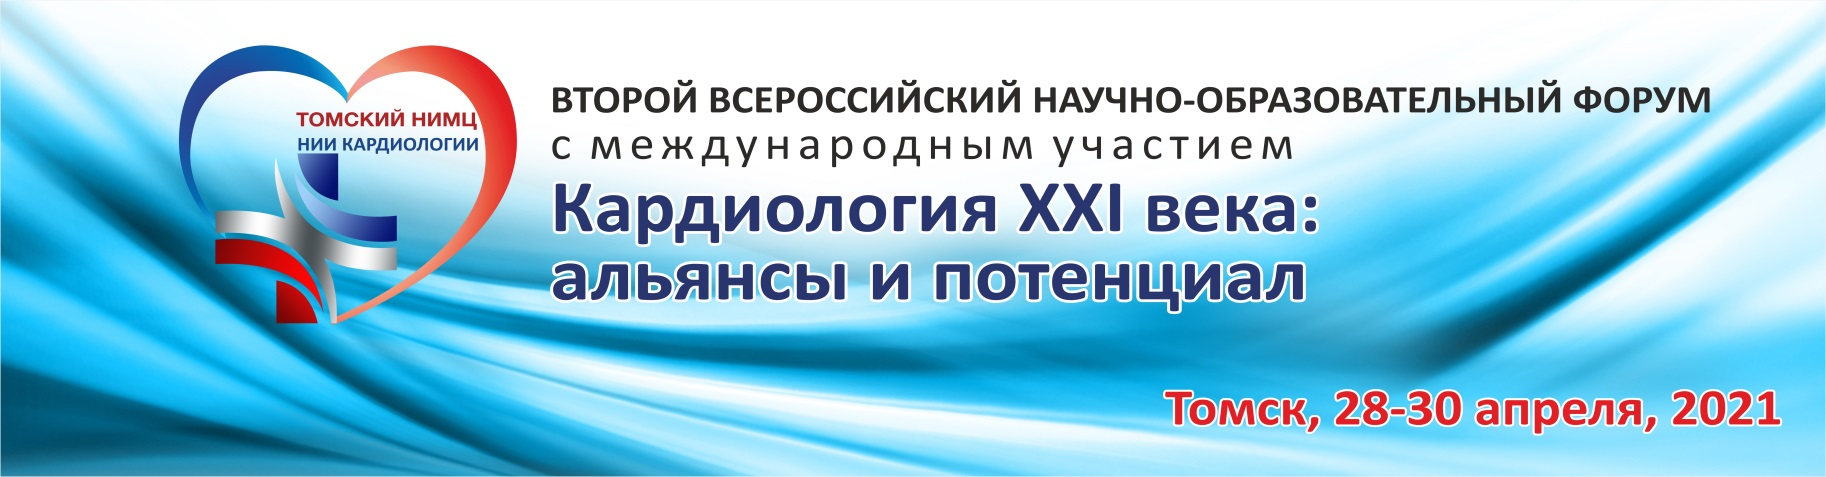 ТОМСКИЙ НИМЦ
НИИ КАРДИОЛОГИИ
ВТОРОЙ ВСЕРОССИЙСКИЙ НАУЧНО-ОБРАЗОВАТЕЛЬНЫЙ ФОРУМ
с международным участием
Кардиология XXI века:
альянсы и потенциал
Томск, 28-30 апреля, 2021